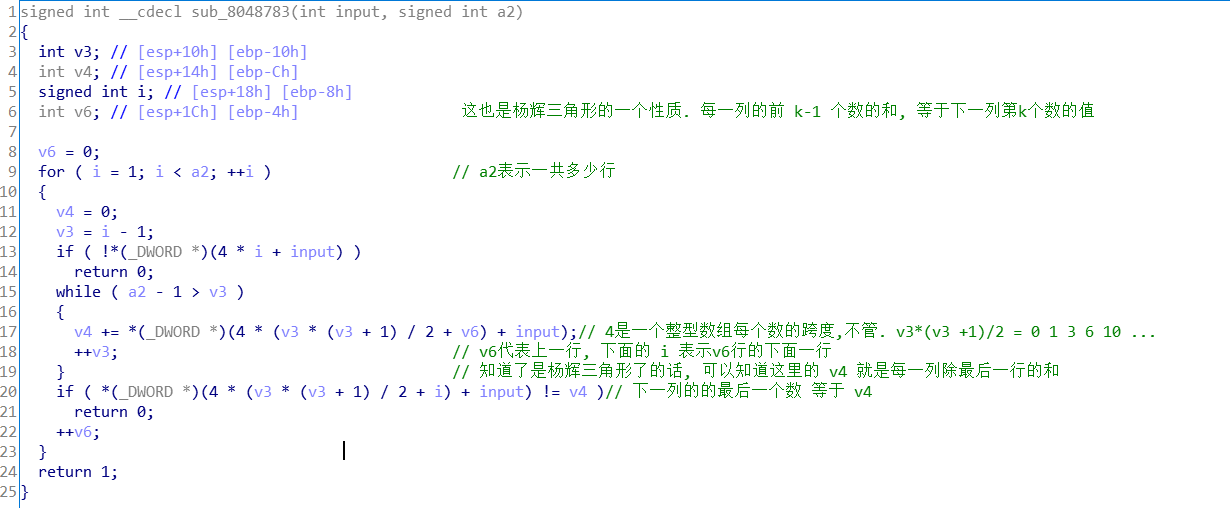 1 signed int __cdecl sub_8048783(int input, signed int a2)
2 {
3   int v3; // [esp+10h] [ebp-10h]
4   int v4; // [esp+14h] [ebp-Ch]
5   signed int i; // [esp+18h] [ebp-8h]
6   int v6; // [esp+1Ch] [ebp-4h]                  这也是杨辉三角形的一个性质. 每一列的前 k-1 个数的和, 等于下一列第k个数的值
7
8   v6 = 0;
9   for ( i = 1; i < a2; ++i )                    // a2表示一共多少行
10   {
11     v4 = 0;
12     v3 = i - 1;
13     if ( !*(_DWORD *)(4 * i + input) )
14       return 0;
15     while ( a2 - 1 > v3 )
16     {
17       v4 += *(_DWORD *)(4 * (v3 * (v3 + 1) / 2 + v6) + input);// 4是一个整型数组每个数的跨度,不管. v3*(v3 +1)/2 = 0 1 3 6 10 ...
18       ++v3;                                     // v6代表上一行, 下面的 i 表示v6行的下面一行
19     }                                           // 知道了是杨辉三角形了的话, 可以知道这里的 v4 就是每一列除最后一行的和
20     if ( *(_DWORD *)(4 * (v3 * (v3 + 1) / 2 + i) + input) != v4 )// 下一列的的最后一个数 等于 v4
21       return 0;
22     ++v6;
23   }
24   return 1;
25 }